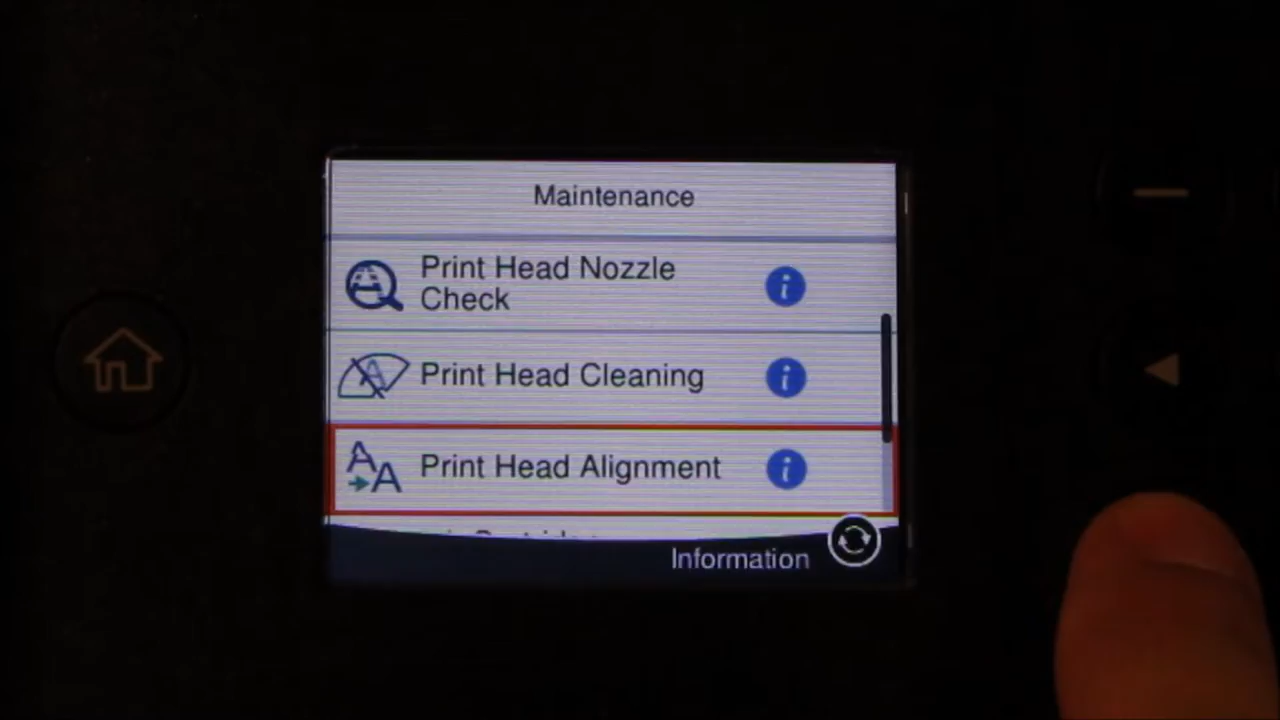 Maintenance
Print Head Nozzle
Check
Print Head Cleaning
Print Head Alignment
Information